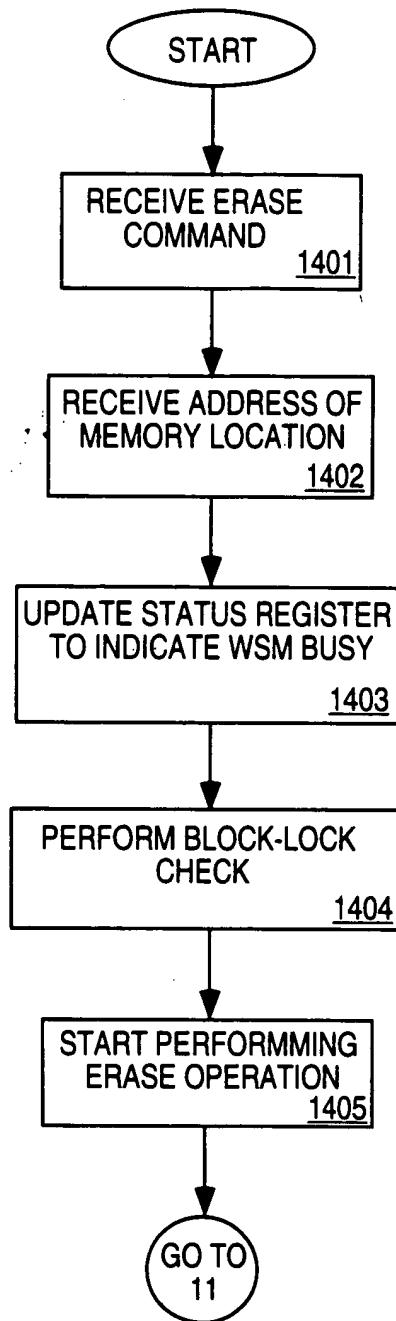 START
RECEIVE ERASE
COMMAND
1401
RECEIVE ADDRESS OF
MEMORY LOCATION
1402
UPDATE STATUS REGISTER
TO INDICATE WSM BUSY
1403
PERFORM BLOCK-LOCK
CHECK
1404
START PERFORMMING
ERASE OPERATION
1405
GO TO
11